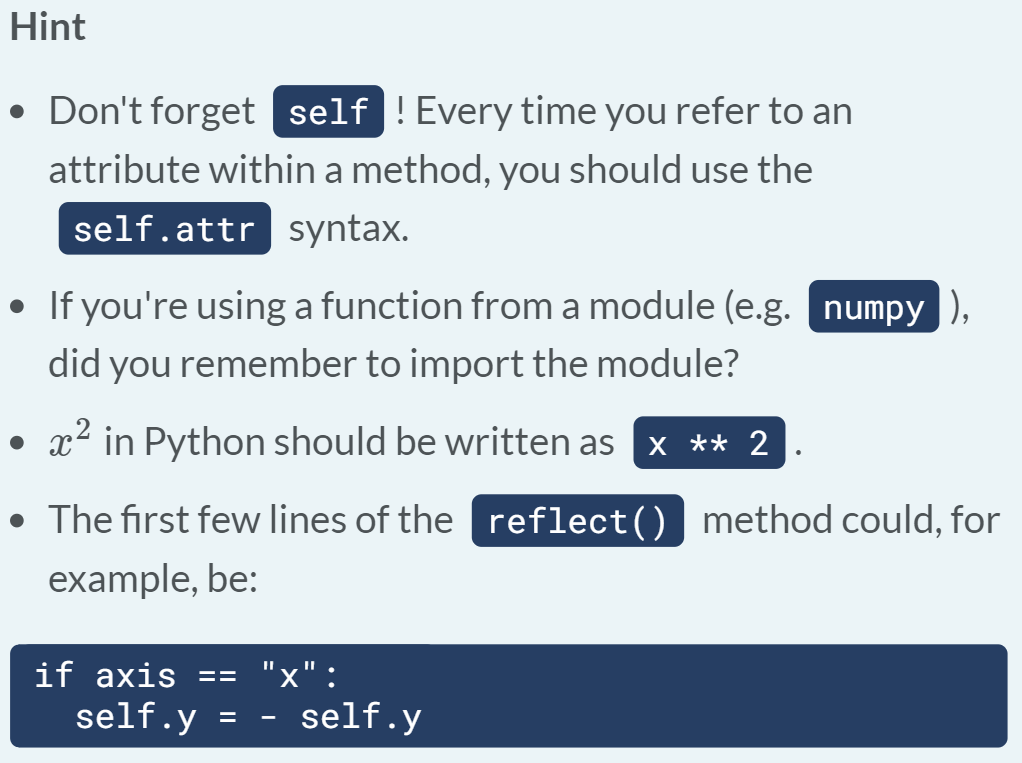 Hint
• Don't forget self ! Every time you refer to an
attribute within a method, you should use the
self.attr syntax.
• If you're using a function from a module (e.g. numpy ),
did you remember to import the module?
• x² in Python should be written as x ** 2 .
• The first few lines of the reflect() method could, for
example, be:
if axis == "x":
  self.y = - self.y